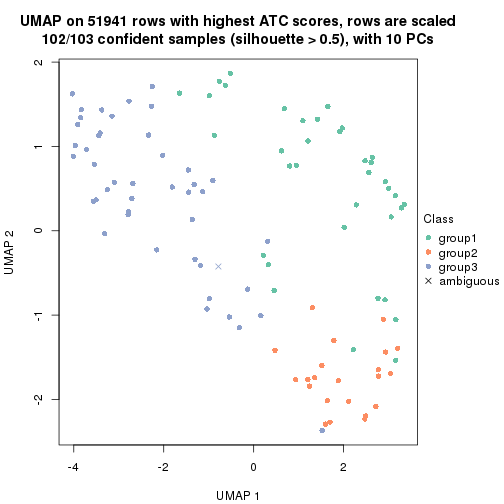 UMAP on 51941 rows with highest ATC scores, rows are scaled
102/103 confident samples (silhouette > 0.5), with 10 PCs
2
1
0
-1
-2
UMAP 2
-4
-2
0
2
UMAP 1
Class
group1
group2
group3
ambiguous